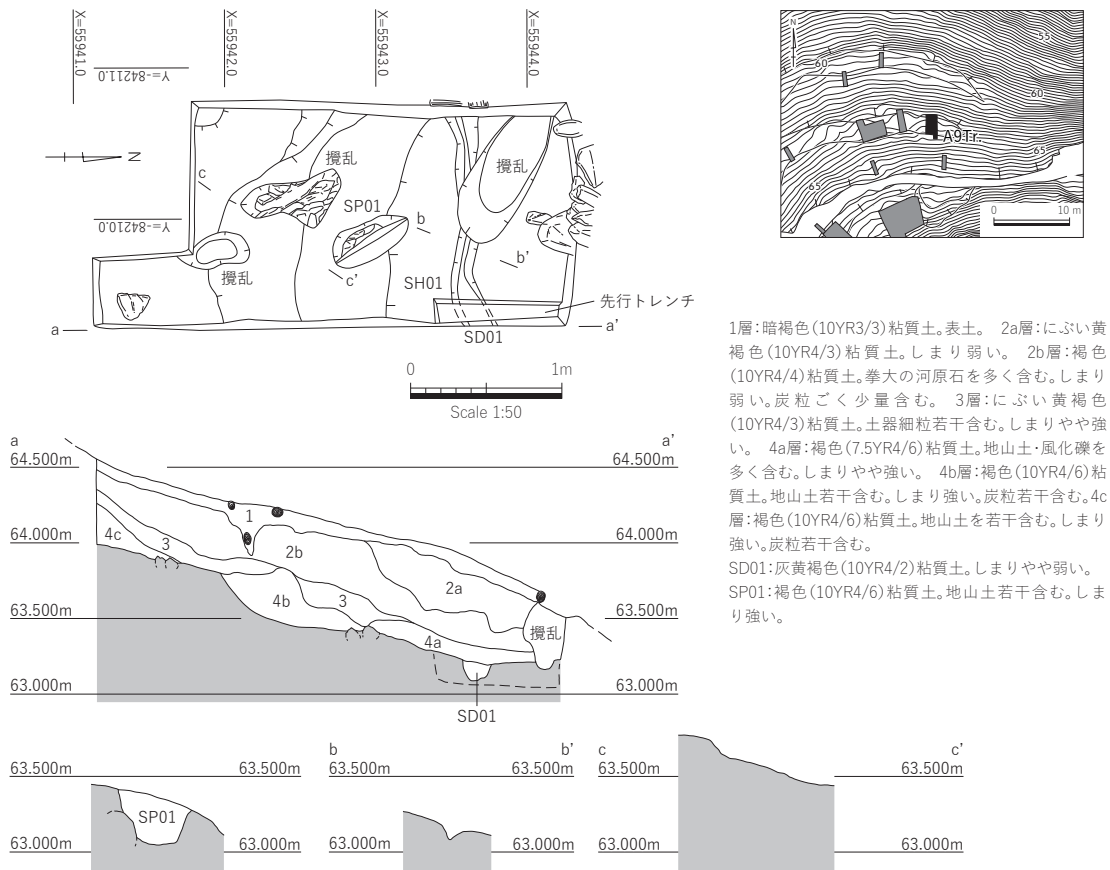 X=55941.0
X=55942.0
X=55943.0
X=55944.0
Y=-84211.0
Y=-84210.0
N
c
攪乱
SP01
b
攪乱
b'
c'
攪乱
SH01
先行トレンチ
a
a'
SD01
0
1m
Scale 1:50
N
55
60
60
A9Tr.
65
65
0
10 m
1層:暗褐色(10YR3/3)粘質土。表土。 2a層:にぶい黄
褐色(10YR4/3)粘質土。しまり弱い。 2b層:褐色
(10YR4/4)粘質土。拳大の河原石を多く含む。しまり
弱い。炭粒ごく少量含む。 3層:にぶい黄褐色
(10YR4/3)粘質土。土器細粒若干含む。しまりやや強
い。 4a層:褐色(7.5YR4/6)粘質土。地山土・風化礫を
多く含む。しまりやや強い。 4b層:褐色(10YR4/6)粘
質土。地山土若干含む。しまり強い。炭粒若干含む。4c
層:褐色(10YR4/6)粘質土。地山土を若干含む。しまり
強い。炭粒若干含む。
SD01:灰黄褐色(10YR4/2)粘質土。しまりやや弱い。
SP01:褐色(10YR4/6)粘質土。地山土若干含む。しま
り強い。
a
a'
64.500m
64.500m
1
64.000m
64.000m
4c
3
2b
2a
4b
3
63.500m
63.500m
攪乱
4a
63.000m
63.000m
SD01
63.500m
63.500m
SP01
63.000m
63.000m
b
b'
63.500m
63.500m
63.000m
63.000m
c
c'
63.500m
63.500m
63.000m
63.000m